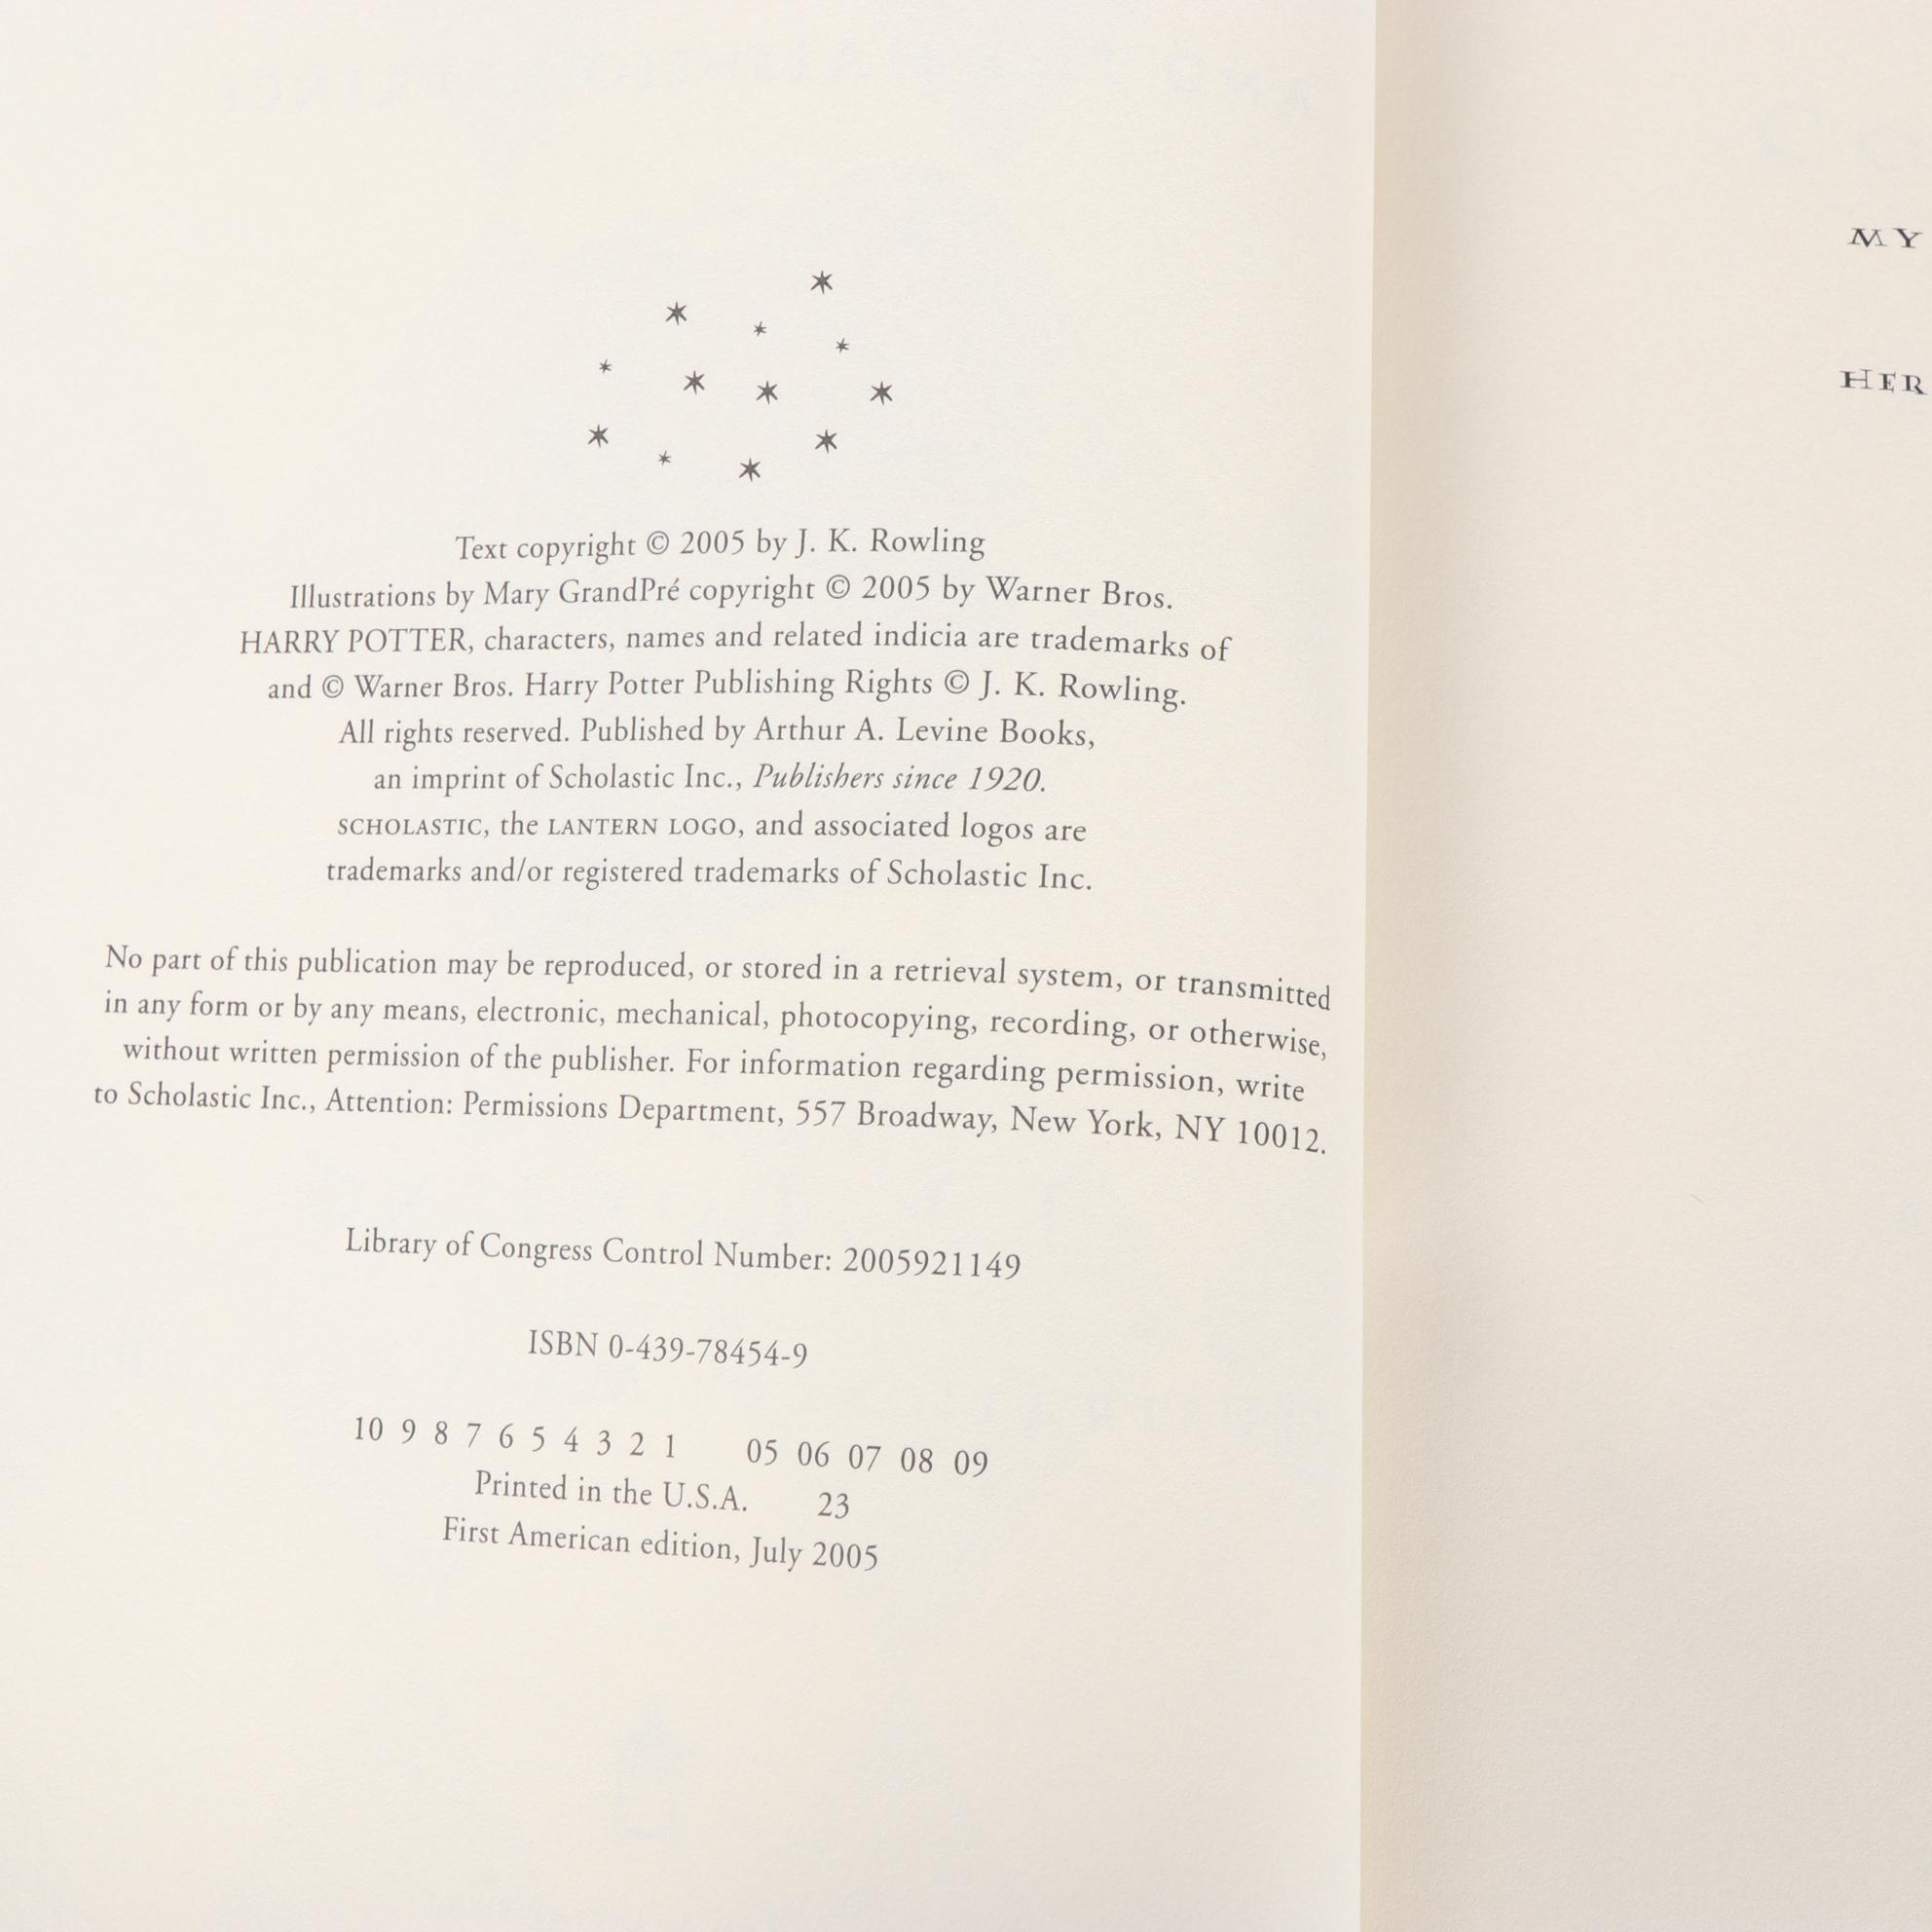 Text copyright © 2005 by J. K. Rowling
Illustrations by Mary GrandPré copyright © 2005 by Warner Bros.
HARRY POTTER, characters, names and related indicia are trademarks of
and © Warner Bros. Harry Potter Publishing Rights © J. K. Rowling.
All rights reserved. Published by Arthur A. Levine Books,
an imprint of Scholastic Inc., Publishers since 1920.
SCHOLASTIC, the LANTERN LOGO, and associated logos are
trademarks and/or registered trademarks of Scholastic Inc.
No part of this publication may be reproduced, or stored in a retrieval system, or transmitted
in any form or by any means, electronic, mechanical, photocopying, recording, or otherwise,
without written permission of the publisher. For information regarding permission, write
to Scholastic Inc., Attention: Permissions Department, 557 Broadway, New York, NY 10012.
Library of Congress Control Number: 2005921149
ISBN 0-439-78454-9
10 9 8 7 6 5 4 3 2 1 05 06 07 08 09
Printed in the U.S.A. 23
First American edition, July 2005
MY
HER